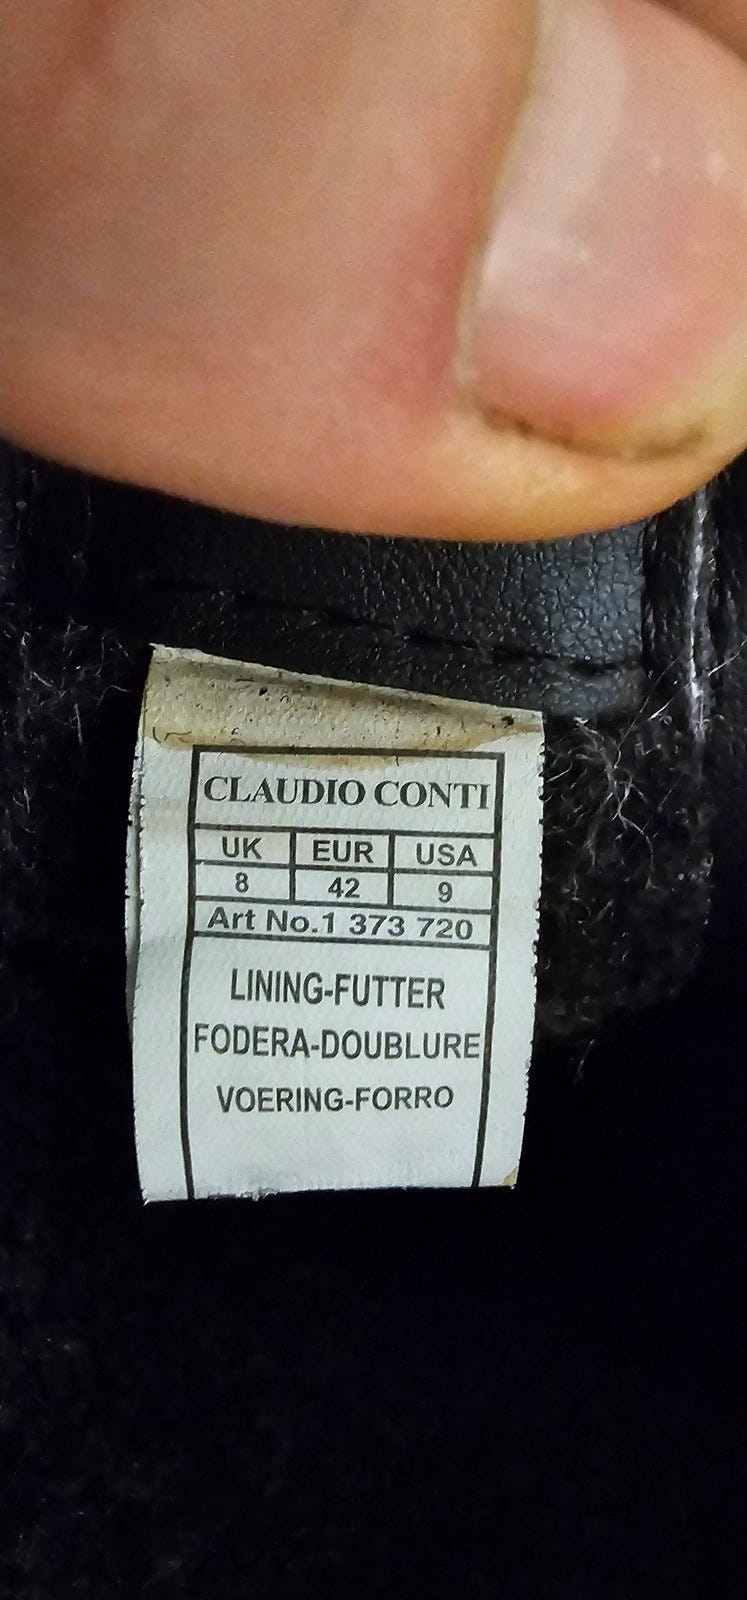 CLAUDIO CONTI
UK EUR USA
8 42 9
Art No.1 373 720
LINING-FUTTER
FODERA-DOUBLURE
VOERING-FORRO